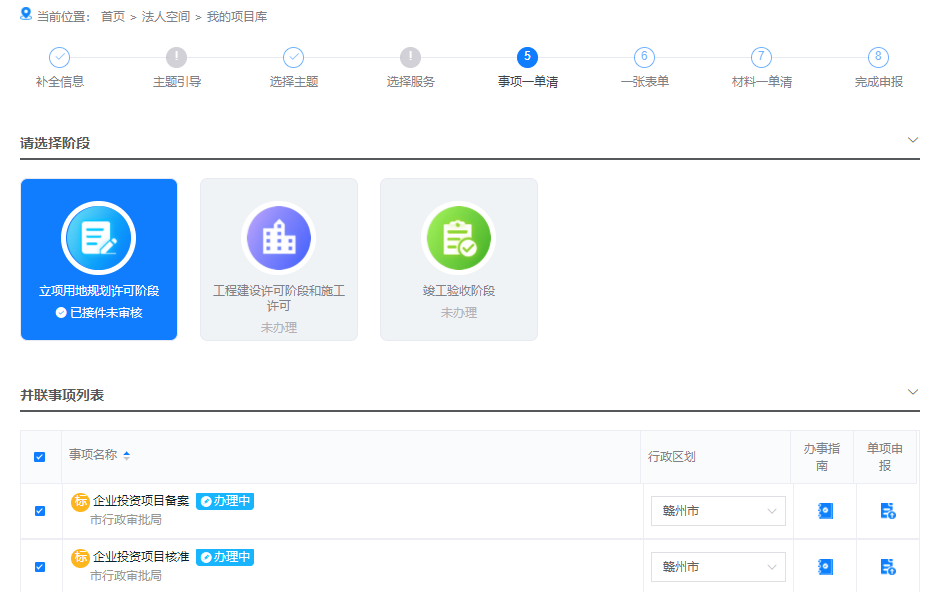 当前位置： 首页 > 法人空间 > 我的项目库
! ! 5 6 7 8
补全信息 主题引导 选择主题 选择服务 事项一单清 一张表单 材料一单清 完成申报
请选择阶段
立项用地规划许可阶段
已接件未审核
工程建设许可阶段和施工
许可
未办理
竣工验收阶段
未办理
并联事项列表
事项名称 行政区划 办事指南 单项申报
标 企业投资项目备案 办理中 赣州市
市行政审批局
标 企业投资项目核准 办理中 赣州市
市行政审批局